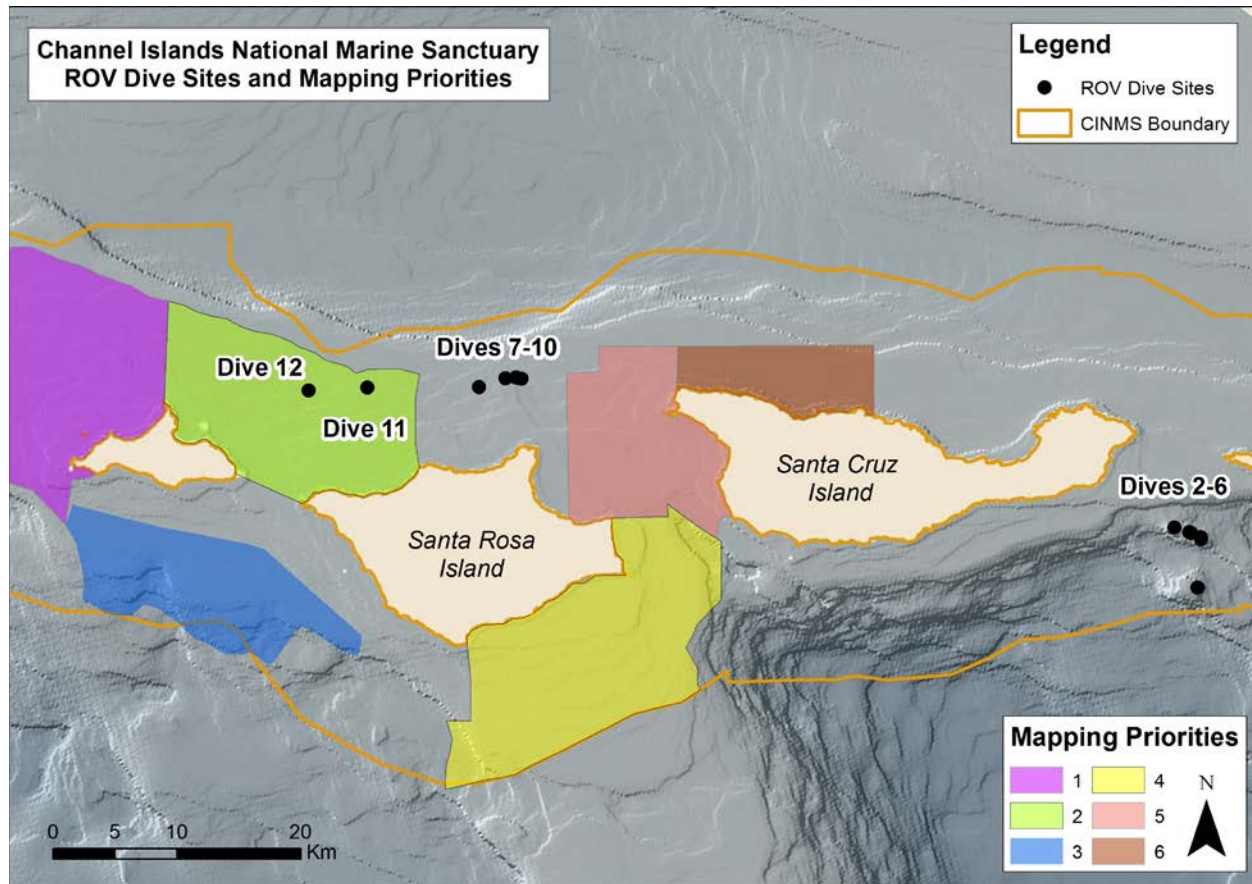 Channel Islands National Marine Sanctuary
ROV Dive Sites and Mapping Priorities
Legend
ROV Dive Sites
CINMS Boundary
Dives 7-10
Dive 12
Dive 11
Santa Cruz
Island
Dives 2-6
Santa Rosa
Island
Mapping Priorities
1
2
3
4
5
6
N
0 5 10 20
Km